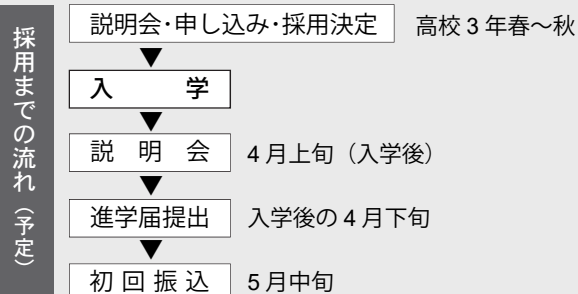 採用までの流れ（予定）
説明会･申し込み･採用決定 高校3年春～秋
入　　学
説　明　会 4月上旬（入学後）
進学届提出 入学後の4月下旬
初回振込 5月中旬